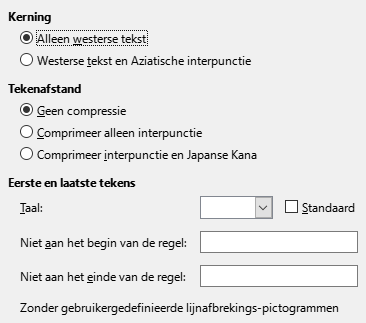 Kerning
Alleen westerse tekst
Westerse tekst en Aziatische interpunctie
Tekenafstand
Geen compressie
Comprimeer alleen interpunctie
Comprimeer interpunctie en Japanse Kana
Eerste en laatste tekens
Taal: Standaard
Niet aan het begin van de regel:
Niet aan het einde van de regel:
Zonder gebruikergedefinieerde lijnafbrekings-pictogrammen